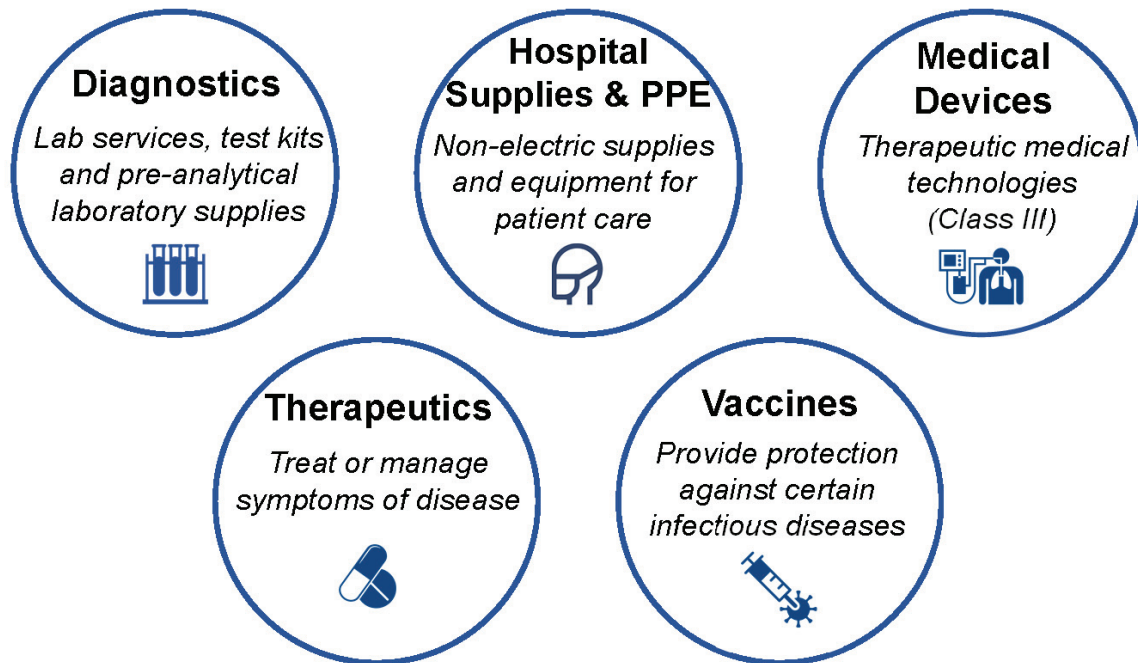 Diagnostics
Lab services, test kits
and pre-analytical
laboratory supplies
Hospital
Supplies & PPE
Non-electric supplies
and equipment for
patient care
Medical
Devices
Therapeutic medical
technologies
(Class III)
Therapeutics
Treat or manage
symptoms of disease
Vaccines
Provide protection
against certain
infectious diseases